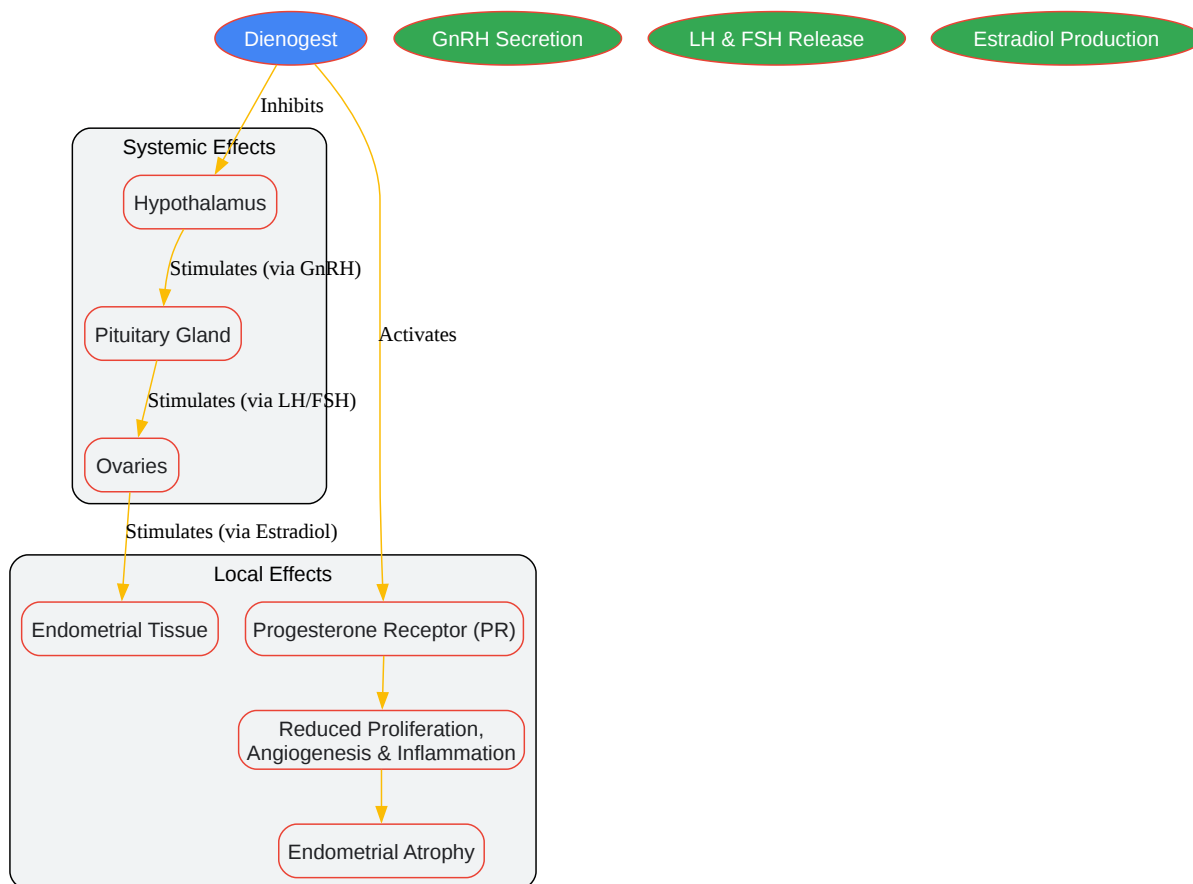 Dienogest
GnRH Secretion
LH & FSH Release
Estradiol Production
Inhibits
Systemic Effects
Hypothalamus
Stimulates (via GnRH)
Pituitary Gland
Activates
Stimulates (via LH/FSH)
Ovaries
Stimulates (via Estradiol)
Local Effects
Endometrial Tissue
Progesterone Receptor (PR)
Reduced Proliferation,
Angiogenesis & Inflammation
Endometrial Atrophy